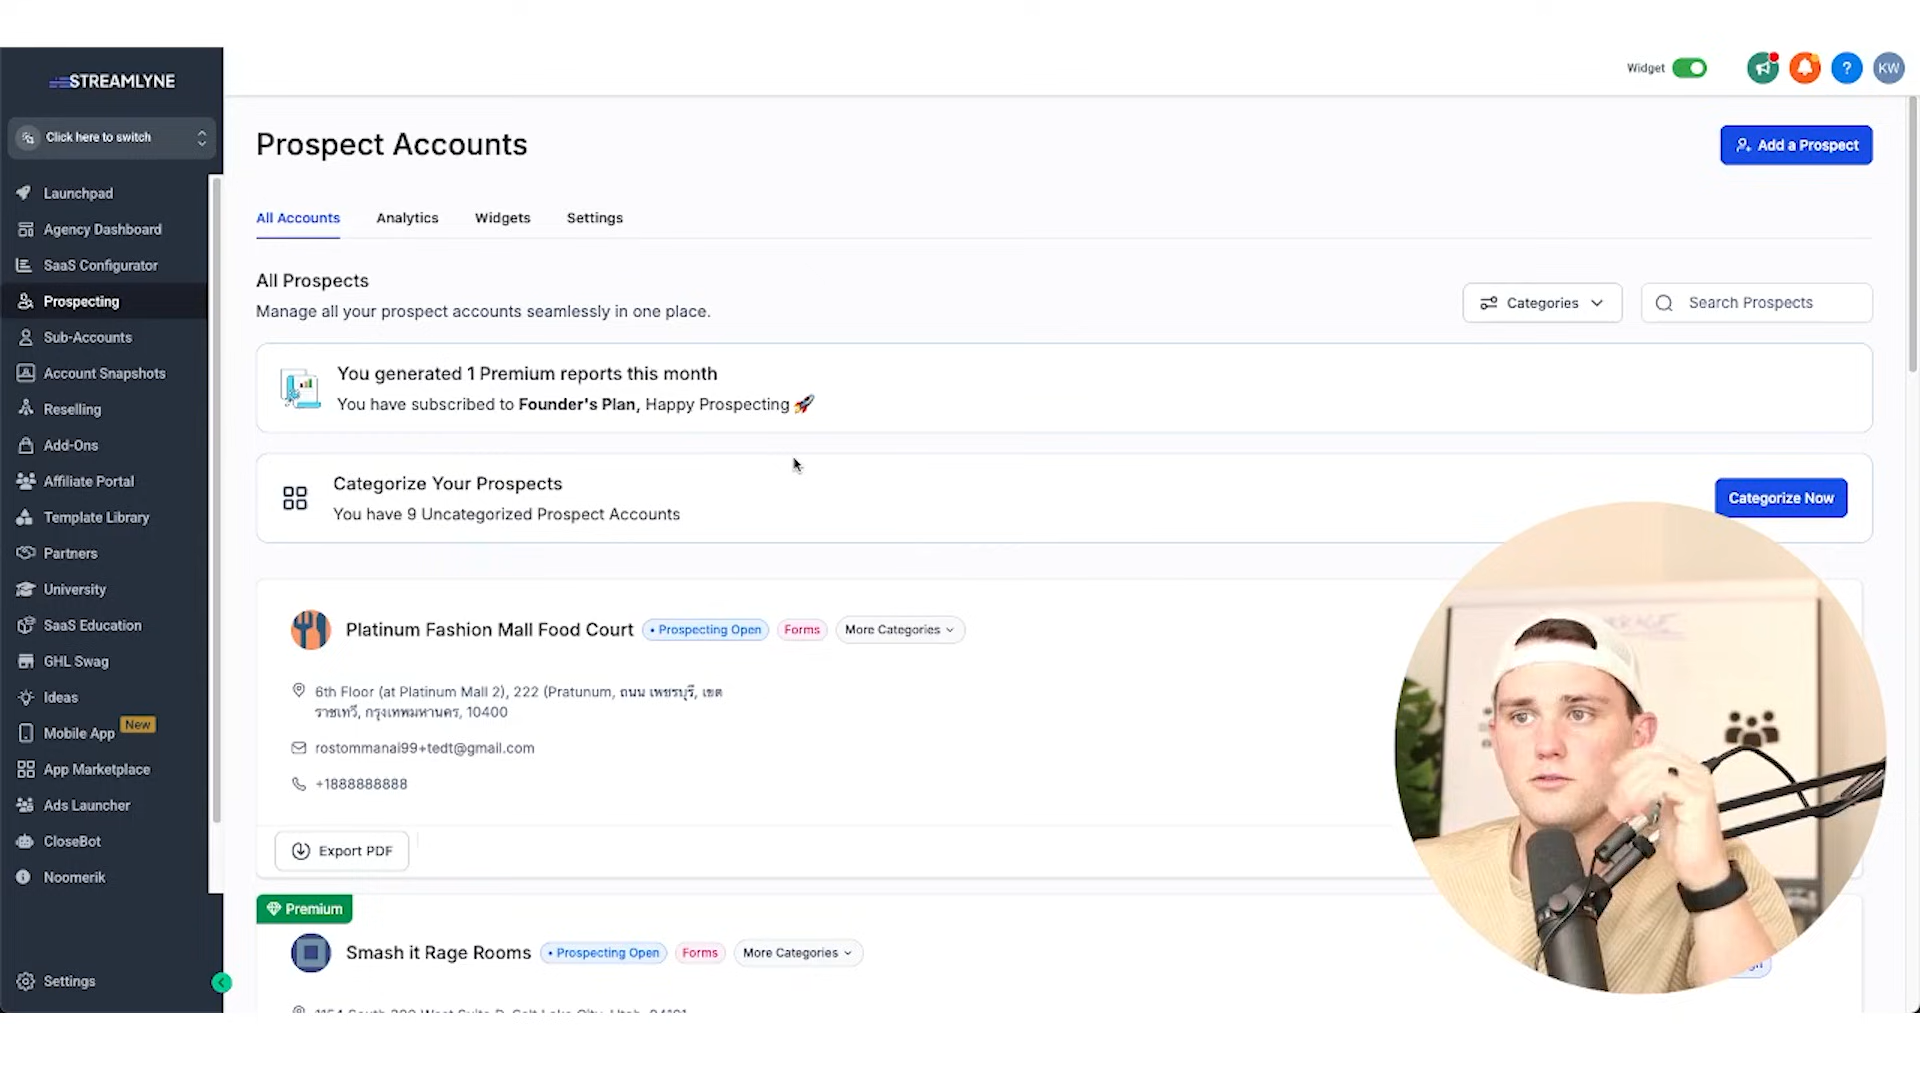 STREAMLYNE
Click here to switch
Launchpad
Agency Dashboard
SaaS Configurator
Prospecting
Sub-Accounts
Account Snapshots
Reselling
Add-Ons
Affiliate Portal
Template Library
Partners
University
SaaS Education
GHL Swag
Ideas
Mobile App New
App Marketplace
Ads Launcher
CloseBot
Noomerik
Settings
Widget
? KW
Prospect Accounts
Add a Prospect
All Accounts Analytics Widgets Settings
All Prospects
Manage all your prospect accounts seamlessly in one place.
Categories
Search Prospects
You generated 1 Premium reports this month
You have subscribed to Founder's Plan, Happy Prospecting 🚀
Categorize Your Prospects
You have 9 Uncategorized Prospect Accounts
Categorize Now
Platinum Fashion Mall Food Court • Prospecting Open Forms More Categories
6th Floor (at Platinum Mall 2), 222 (Pratunum, ถนน เพชรบุรี, เขต
ราชเทวี, กรุงเทพมหานคร, 10400
rostommanai99+tedt@gmail.com
+1888888888
Export PDF
Premium
Smash it Rage Rooms • Prospecting Open Forms More Categories